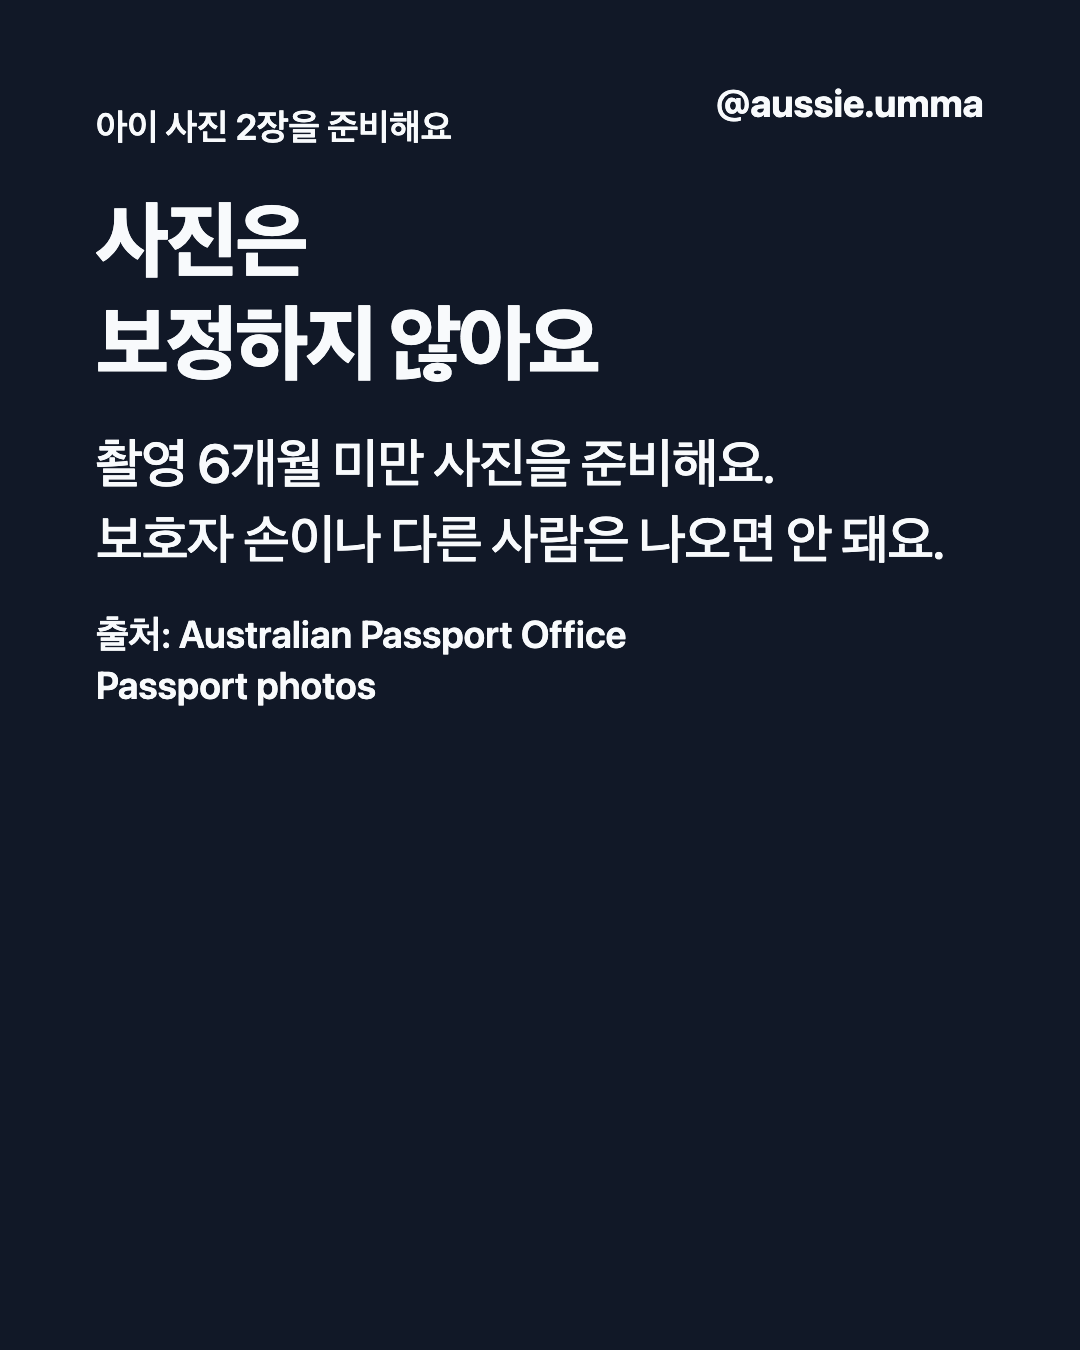 아이 사진 2장을 준비해요
@aussie.umma
사진은
보정하지 않아요
촬영 6개월 미만 사진을 준비해요.
보호자 손이나 다른 사람은 나오면 안 돼요.
출처: Australian Passport Office
Passport photos